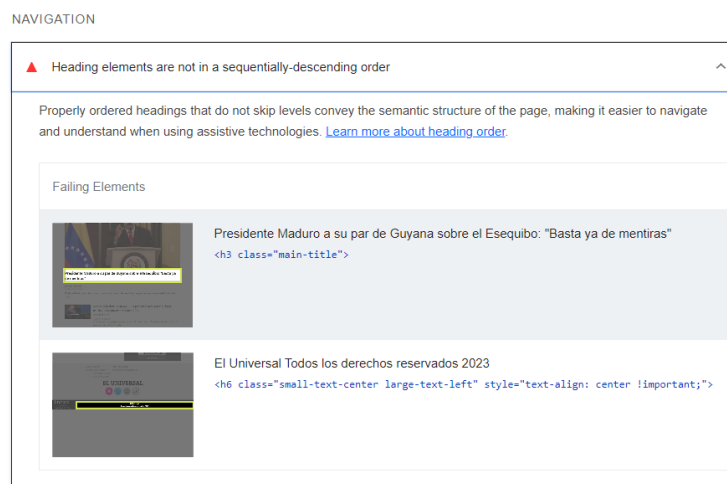 NAVIGATION
Heading elements are not in a sequentially-descending order
Properly ordered headings that do not skip levels convey the semantic structure of the page, making it easier to navigate
and understand when using assistive technologies. Learn more about heading order.
Failing Elements
Presidente Maduro a su par de Guyana sobre el Esequibo: "Basta ya de mentiras"
<h3 class="main-title">
El Universal Todos los derechos reservados 2023
<h6 class="small-text-center large-text-left" style="text-align: center !important;">
EL UNIVERSAL